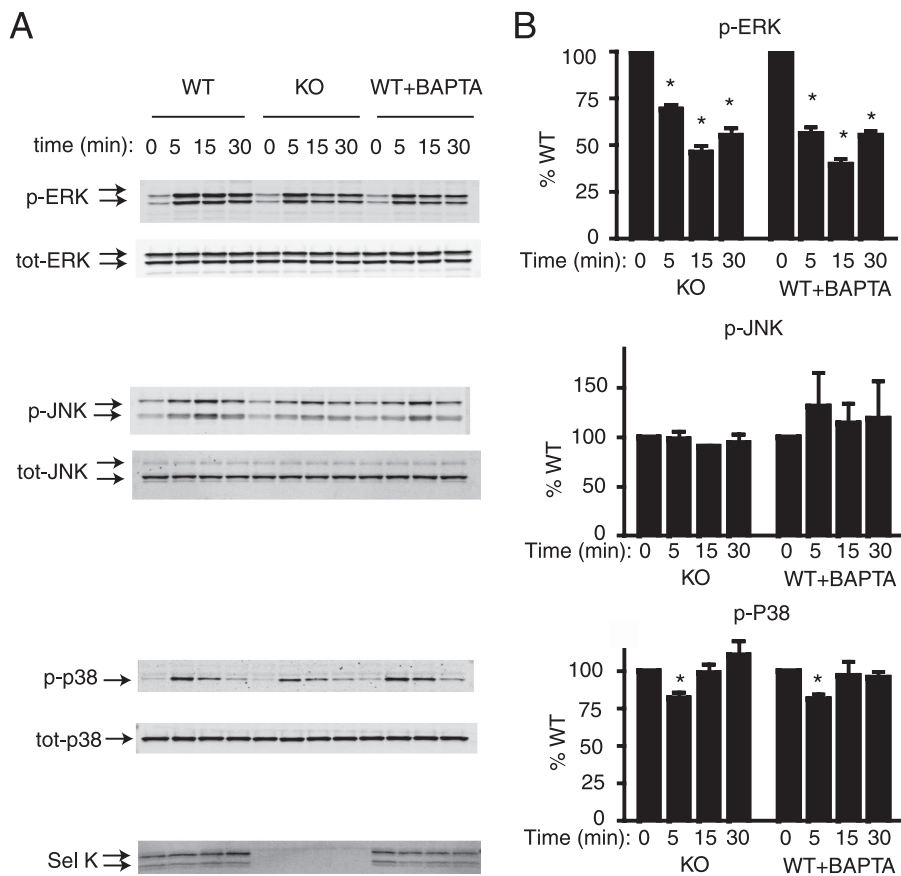 A
WT KO WT+BAPTA
time (min): 0 5 15 30 0 5 15 30 0 5 15 30
p-ERK
tot-ERK
p-JNK
tot-JNK
p-p38
tot-p38
Sel K
B
p-ERK
100
75
50
25
0
% WT
* * * * * *
Time (min): 0 5 15 30 0 5 15 30
KO WT+BAPTA
p-JNK
150
100
50
0
% WT
Time (min): 0 5 15 30 0 5 15 30
KO WT+BAPTA
p-P38
100
75
50
25
0
% WT
* *
Time (min): 0 5 15 30 0 5 15 30
KO WT+BAPTA